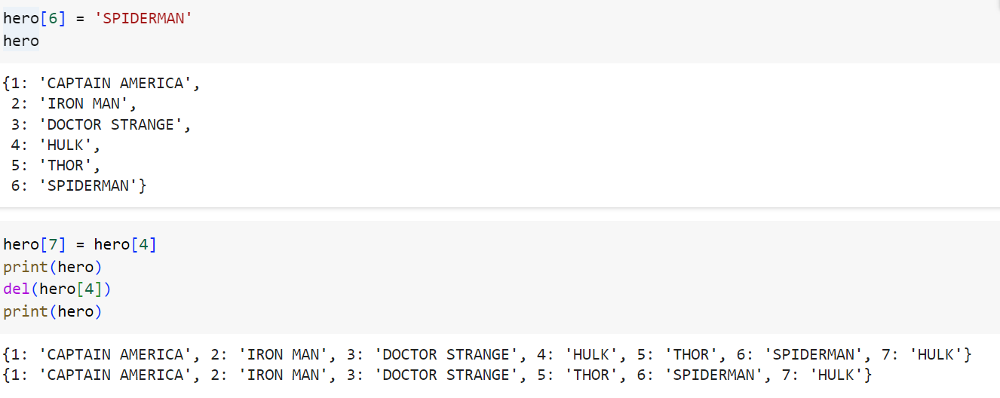 hero[6] = 'SPIDERMAN'
hero
{1: 'CAPTAIN AMERICA',
 2: 'IRON MAN',
 3: 'DOCTOR STRANGE',
 4: 'HULK',
 5: 'THOR',
 6: 'SPIDERMAN'}
hero[7] = hero[4]
print(hero)
del(hero[4])
print(hero)
{1: 'CAPTAIN AMERICA', 2: 'IRON MAN', 3: 'DOCTOR STRANGE', 4: 'HULK', 5: 'THOR', 6: 'SPIDERMAN', 7: 'HULK'}
{1: 'CAPTAIN AMERICA', 2: 'IRON MAN', 3: 'DOCTOR STRANGE', 5: 'THOR', 6: 'SPIDERMAN', 7: 'HULK'}